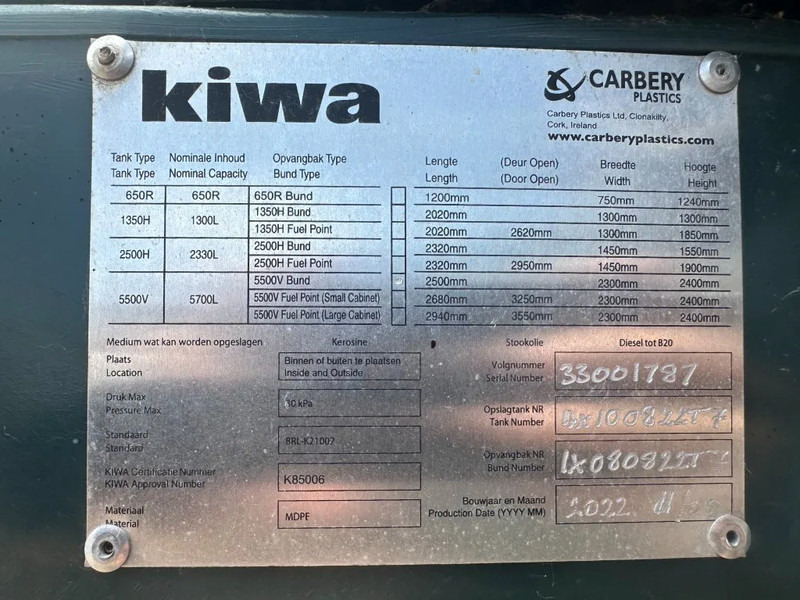 kiwa
CARBERY
PLASTICS
Carbery Plastics Ltd, Clonakilty,
Cork, Ireland
www.carberyplastics.com
Tank Type Nominale Inhoud Opvangbak Type Lengte (Deur Open) Breedte Hoogte
Tank Type Nominal Capacity Bund Type Length (Door Open) Width Height
650R 650R 650R Bund 1200mm 750mm 1240mm
1350H 1300L 1350H Bund 2020mm 1300mm 1300mm
1350H Fuel Point 2020mm 2620mm 1300mm 1850mm
2500H 2330L 2500H Bund 2320mm 1450mm 1550mm
2500H Fuel Point 2320mm 2950mm 1450mm 1900mm
5500V 5700L 5500V Bund 2500mm 2300mm 2400mm
5500V Fuel Point (Small Cabinet) 2680mm 3250mm 2300mm 2400mm
5500V Fuel Point (Large Cabinet) 2940mm 3550mm 2300mm 2400mm
Medium wat kan worden opgeslagen Kerosine Stookolie Diesel tot B20
Plaats
Location
Binnen of buiten te plaatsen
Inside and Outside
Volgnummer
Serial Number
33001787
Druk Max
Pressure Max
10 kPa
Opslagtank NR
Tank Number
Standaard
Standard
BRL-K21002
Opvangbak NR
Bund Number
KIWA Certificatie Nummer
KIWA Approval Number
K85006
Bouwjaar en Maand
Production Date (YYYY MM)
2022 11/
Materiaal
Material
MDPE